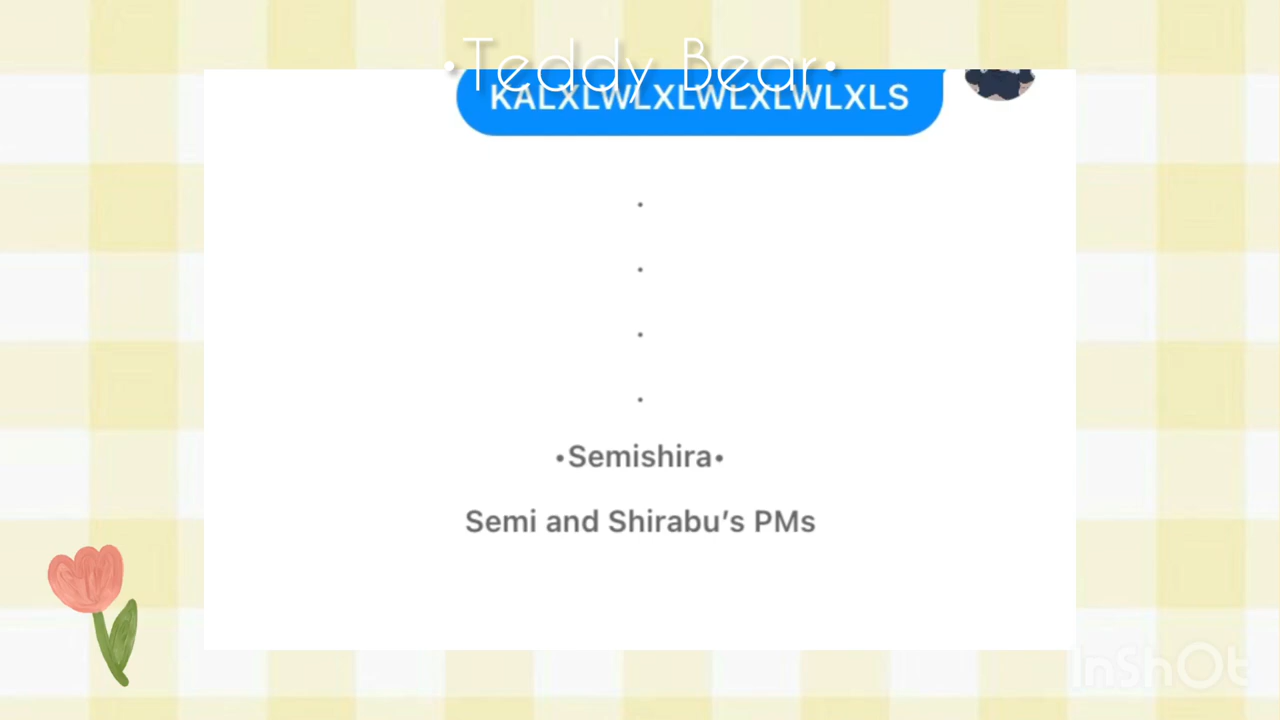 •Teddy Bear•
KALXLWLXLWLXLWLXLS
.
.
.
.
•Semishira•
Semi and Shirabu’s PMs
InShOt